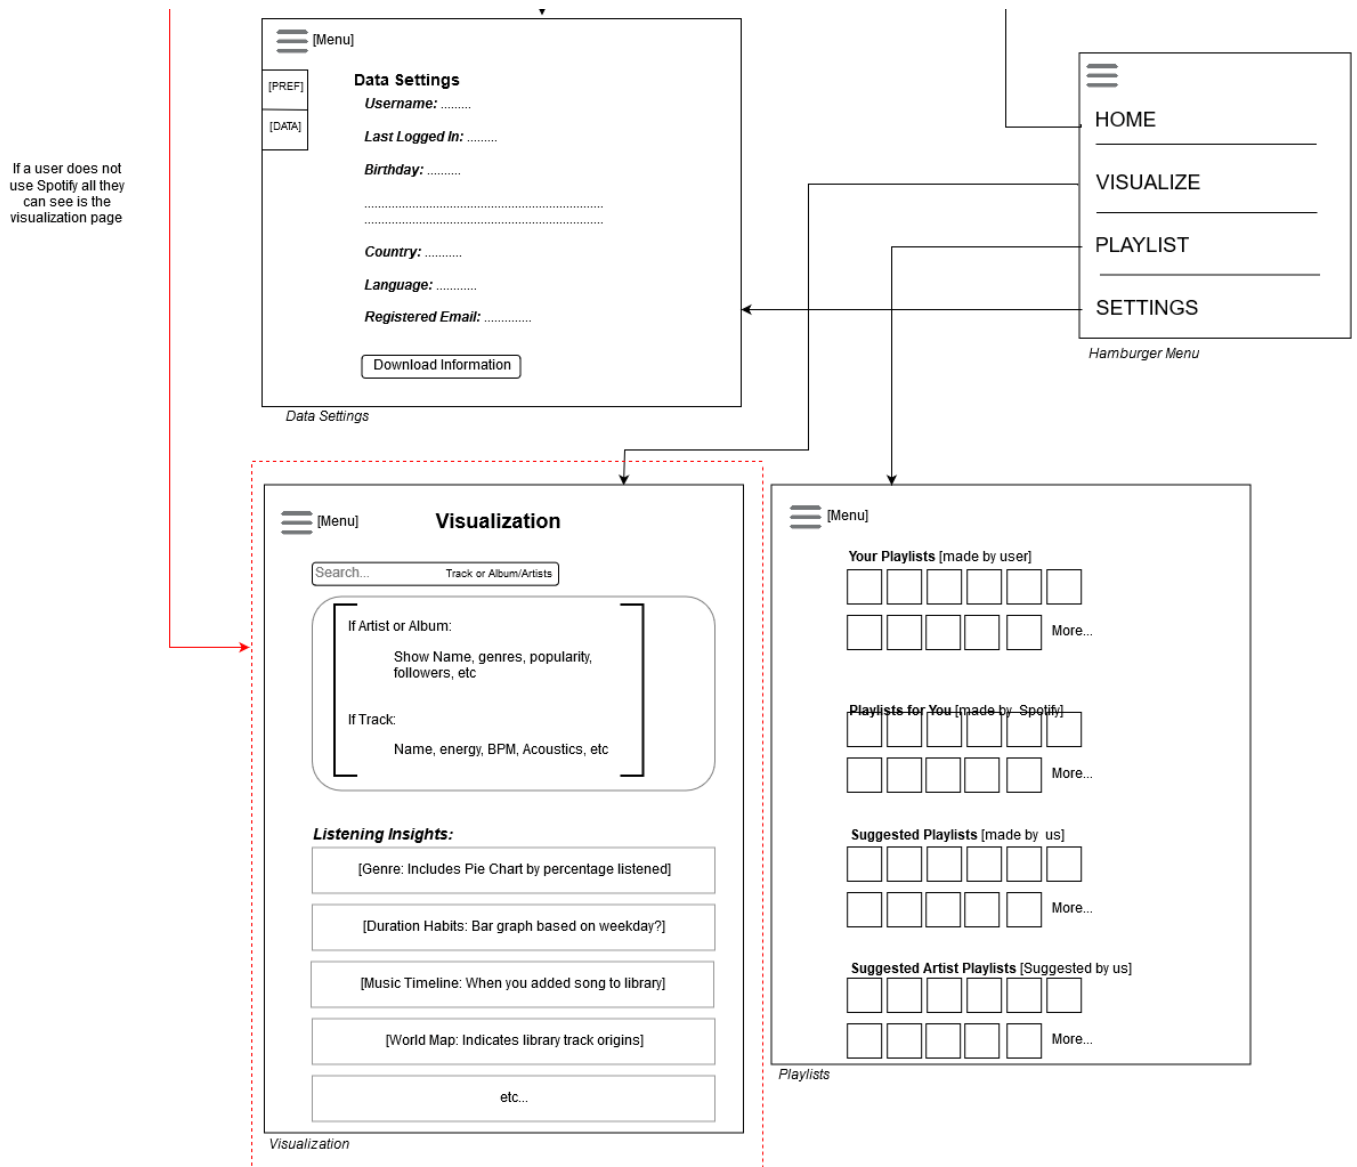 [Menu]
[PREF]
[DATA]
Data Settings
Username: .........
Last Logged In: .........
Birthday: ..........
........................................................................
........................................................................
Country: ...........
Language: ............
Registered Email: ..............
Download Information
Data Settings
If a user does not
use Spotify all they
can see is the
visualization page
HOME
VISUALIZE
PLAYLIST
SETTINGS
Hamburger Menu
[Menu]
Visualization
Search...
Track or Album/Artists
If Artist or Album:
Show Name, genres, popularity,
followers, etc
If Track:
Name, energy, BPM, Acoustics, etc
Listening Insights:
[Genre: Includes Pie Chart by percentage listened]
[Duration Habits: Bar graph based on weekday?]
[Music Timeline: When you added song to library]
[World Map: Indicates library track origins]
etc...
Visualization
[Menu]
Your Playlists [made by user]
More...
Playlists for You [made by Spotify]
More...
Suggested Playlists [made by us]
More...
Suggested Artist Playlists [Suggested by us]
More...
Playlists